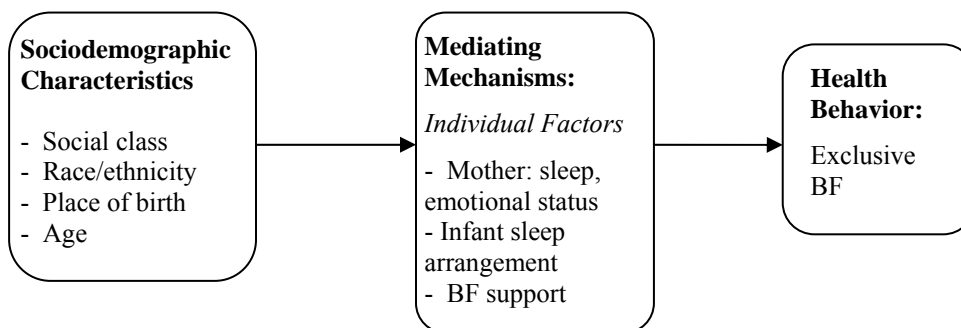 Sociodemographic
Characteristics
- Social class
- Race/ethnicity
- Place of birth
- Age
Mediating
Mechanisms:
Individual Factors
- Mother: sleep,
emotional status
- Infant sleep
arrangement
- BF support
Health
Behavior:
Exclusive
BF